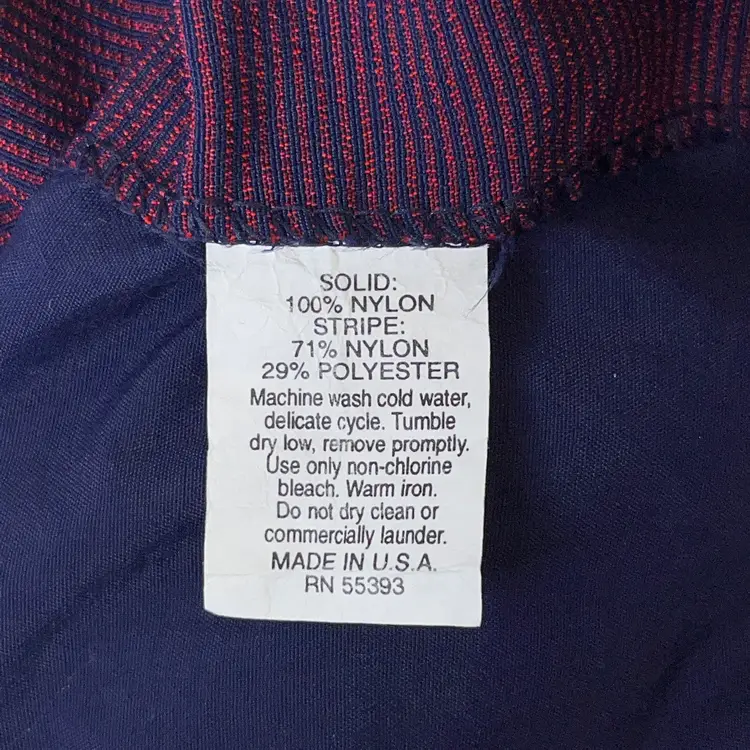 SOLID:
100% NYLON
STRIPE:
71% NYLON
29% POLYESTER
Machine wash cold water,
delicate cycle. Tumble
dry low, remove promptly.
Use only non-chlorine
bleach. Warm iron.
Do not dry clean or
commercially launder.
MADE IN U.S.A.
RN 55393